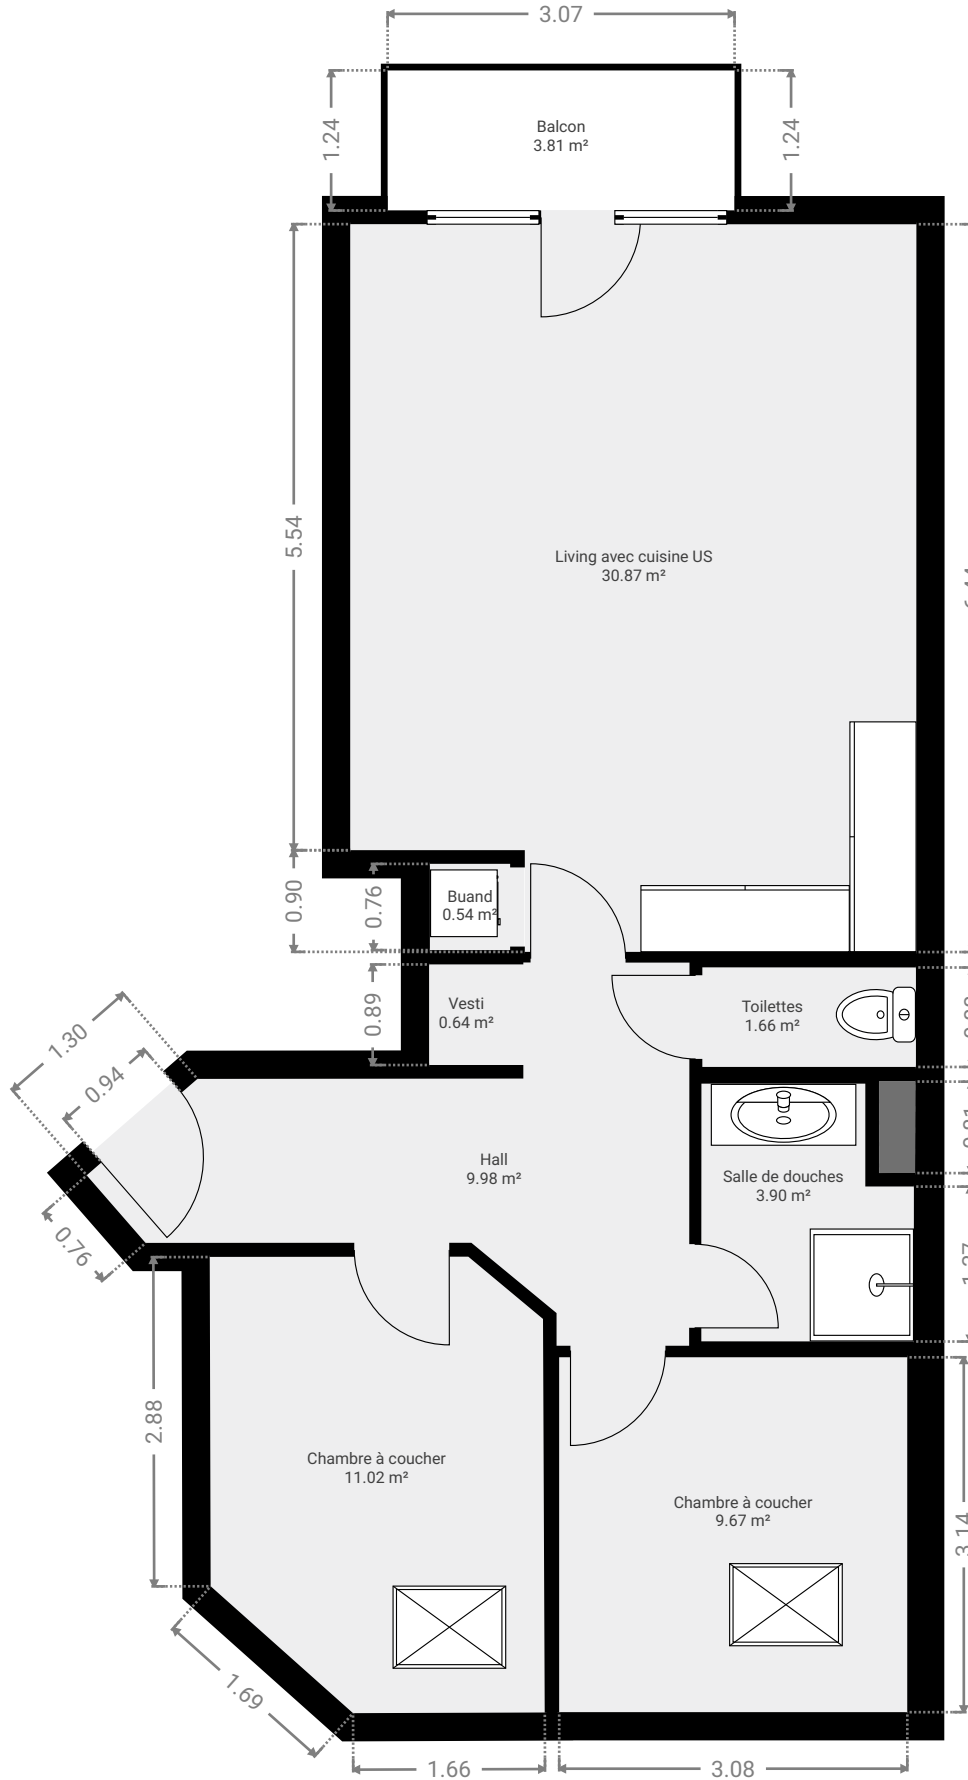 3.07
1.24
1.24
Balcon
3.81 m²
5.54
Living avec cuisine US
30.87 m²
0.90
0.76
Buand
0.54 m²
0.89
Vesti
0.64 m²
Toilettes
1.66 m²
1.30
0.94
0.76
Hall
9.98 m²
Salle de douches
3.90 m²
2.88
Chambre à coucher
11.02 m²
Chambre à coucher
9.67 m²
3.14
1.69
1.66
3.08